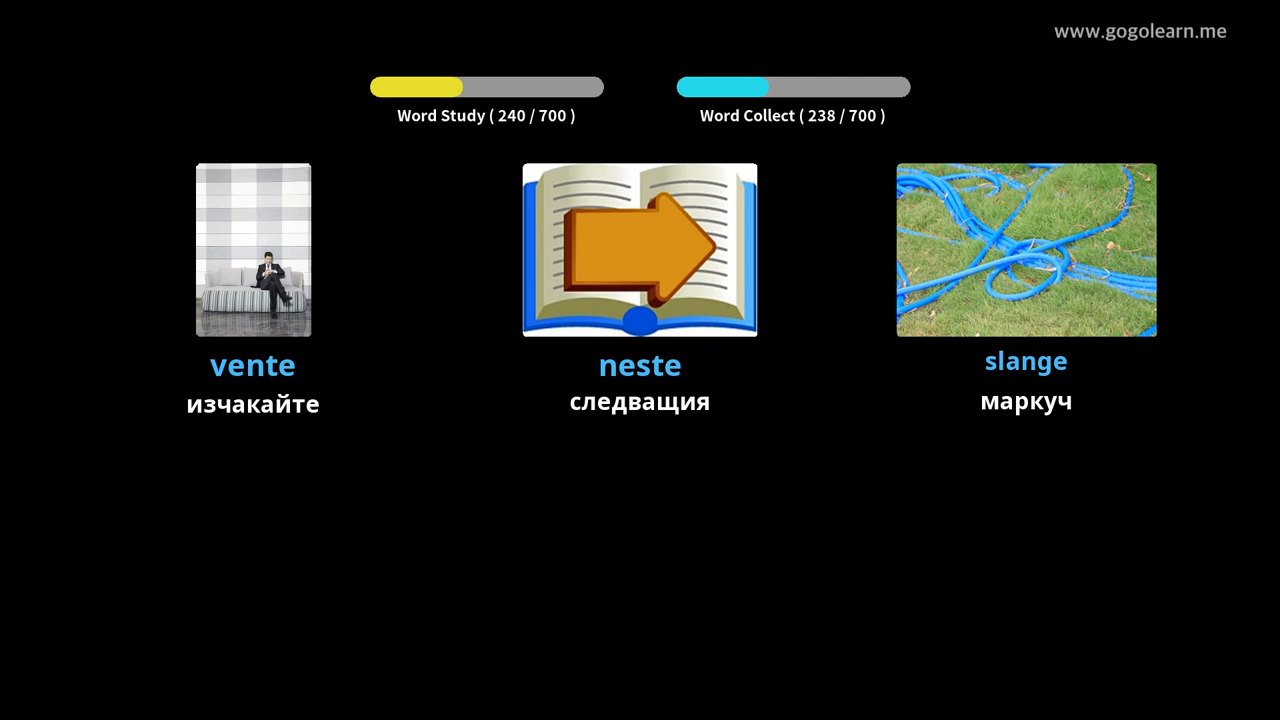 www.gogolearn.me
Word Study ( 240 / 700 )
Word Collect ( 238 / 700 )
vente
neste
slange
изчакайте
следващия
маркуч